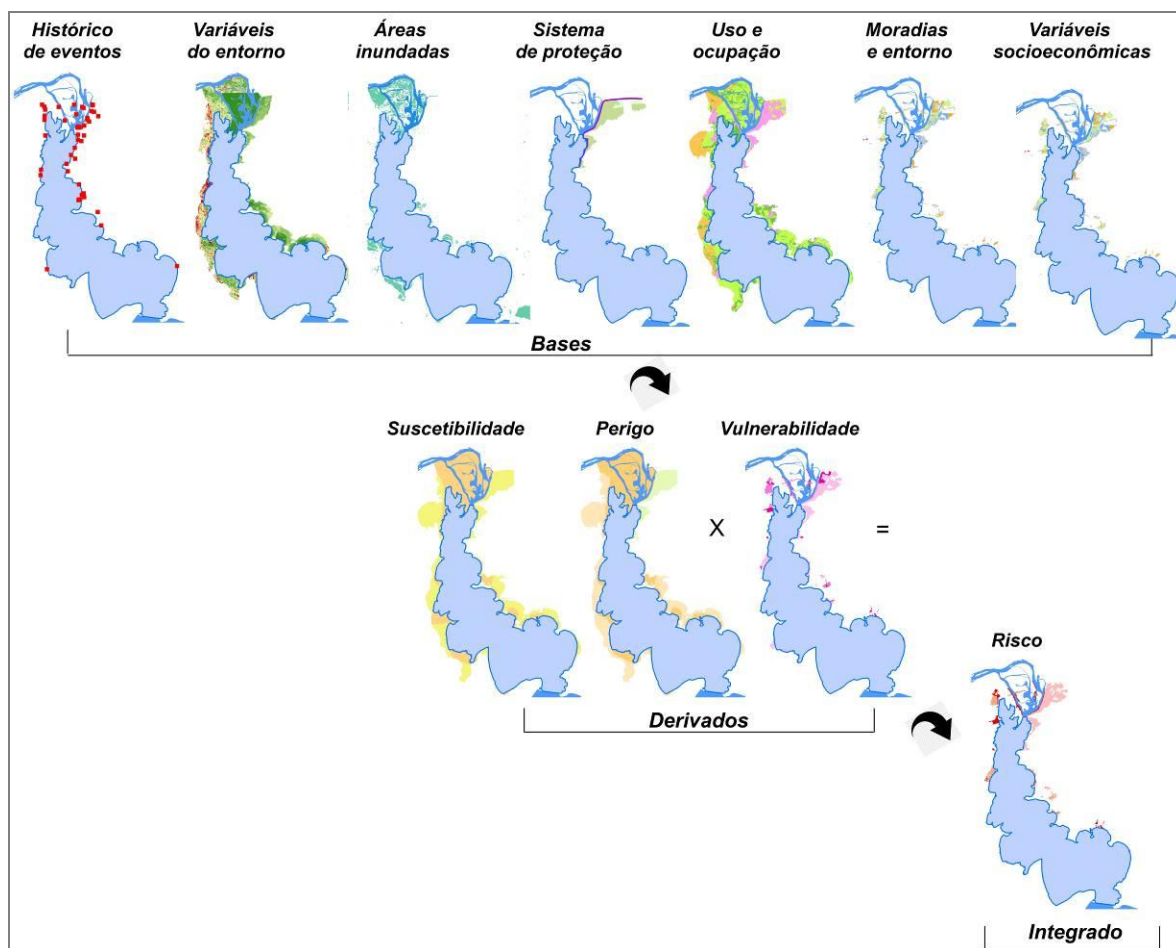 Histórico
de eventos
Variáveis
do entorno
Áreas
inundadas
Sistema
de proteção
Uso e
ocupação
Moradias
e entorno
Variáveis
socioeconômicas
Bases
Suscetibilidade
Perigo
Vulnerabilidade
X
=
Derivados
Risco
Integrado